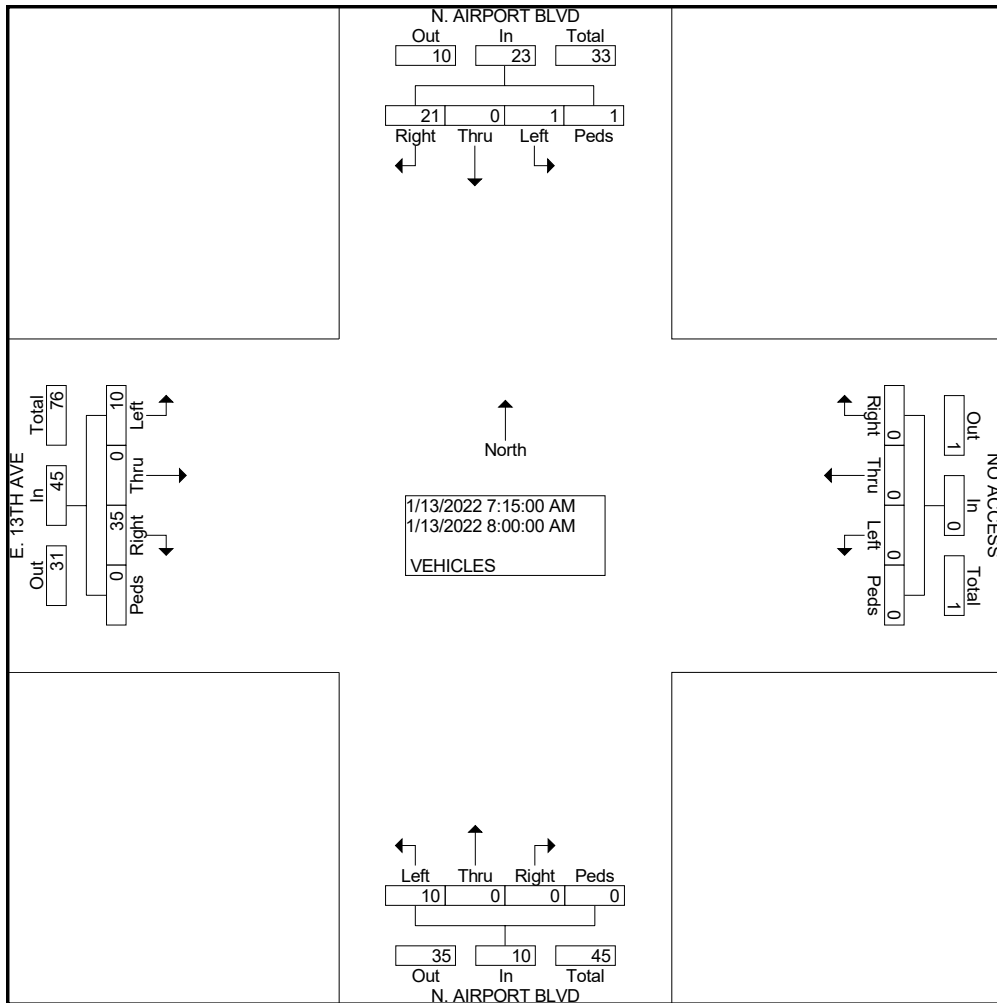 N. AIRPORT BLVD
Out In Total
10 23 33
21 0 1 1
Right Thru Left Peds
E. 13TH AVE
Total In Out
76 45 31
10 0 35 0
Left Thru Right Peds
North
1/13/2022 7:15:00 AM
1/13/2022 8:00:00 AM
VEHICLES
NO ACCESS
Out In Total
1 0 1
0 0 0 0
Right Thru Left Peds
Left Thru Right Peds
10 0 0 0
35 10 45
Out In Total
N. AIRPORT BLVD